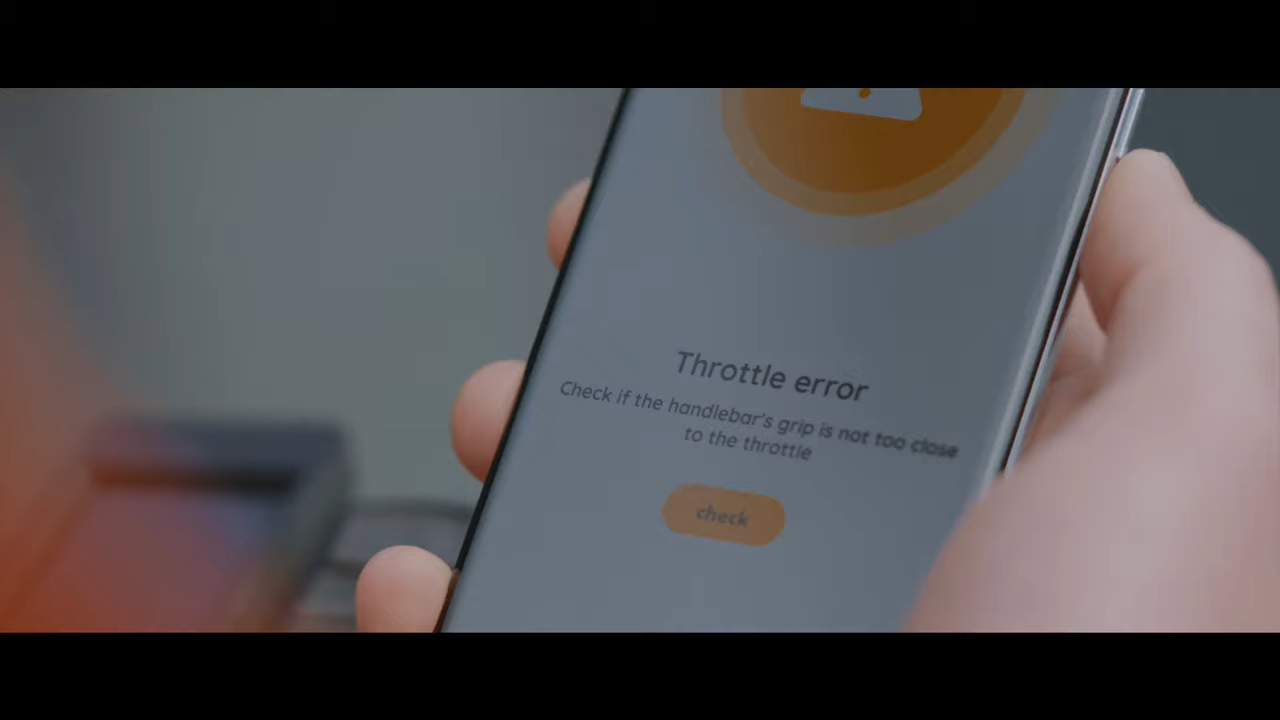 Throttle error
Check if the handlebar's grip is not too close
to the throttle
check